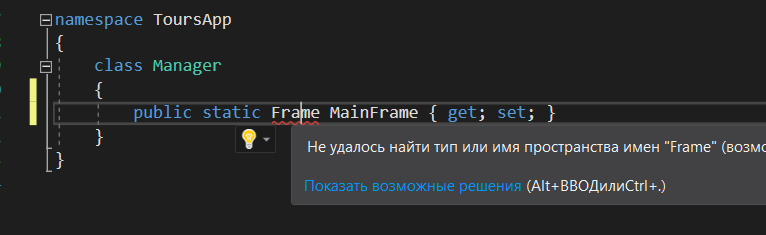 namespace ToursApp
{
class Manager
{
public static Frame MainFrame { get; set; }
}
}
Не удалось найти тип или имя пространства имен "Frame" (возмо
Показать возможные решения (Alt+ВВОДилиCtrl+.)